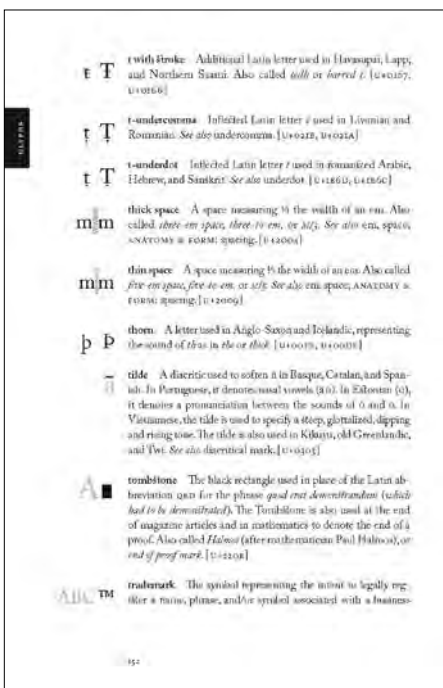 GLYPHS
ŧ Ŧ t with stroke Additional Latin letter used in Havasupai, Lapp,
and Northern Saami. Also called tedh or barred t. [U+0167,
U+0166]
ț Ț t-undercomma Inflected Latin letter t used in Livonian and
Romanian. See also undercomma. [U+021B, U+021A]
ṭ Ṭ t-underdot Inflected Latin letter t used in romanized Arabic,
Hebrew, and Sanskrit. See also underdot. [U+1E6D, U+1E6C]
m m thick space A space measuring ⅓ the width of an em. Also
called three-em space, three-to-em, or m/3. See also em, space;
ANATOMY & FORM: spacing. [U+2004]
m m thin space A space measuring ⅕ the width of an em. Also called
five-em space, five-to-em, or m/5. See also em space; ANATOMY &
FORM: spacing. [U+2009]
þ Þ thorn A letter used in Anglo-Saxon and Icelandic, representing
the sound of th as in the or thick. [U+00FE, U+00DE]
ã tilde A diacritic used to soften n in Basque, Catalan, and Span-
ish. In Portuguese, it denotes nasal vowels (ã õ). In Estonian (õ),
it denotes a pronunciation between the sounds of ö and o. In
Vietnamese, the tilde is used to specify a steep, glottalized, dipping
and rising tone. The tilde is also used in Kikuyu, old Greenlandic,
and Twi. See also diacritical mark. [U+0303]
A ■ tombstone The black rectangle used in place of the Latin ab-
breviation QED for the phrase quod erat demonstrandum (which
had to be demonstrated). The Tombstone is also used at the end
of magazine articles and in mathematics to denote the end of a
proof. Also called Halmos (after mathematician Paul Halmos), or
end of proof mark. [U+220E]
ABC ™ trademark The symbol representing the intent to legally reg-
ister a name, phrase, and/or symbol associated with a business
152